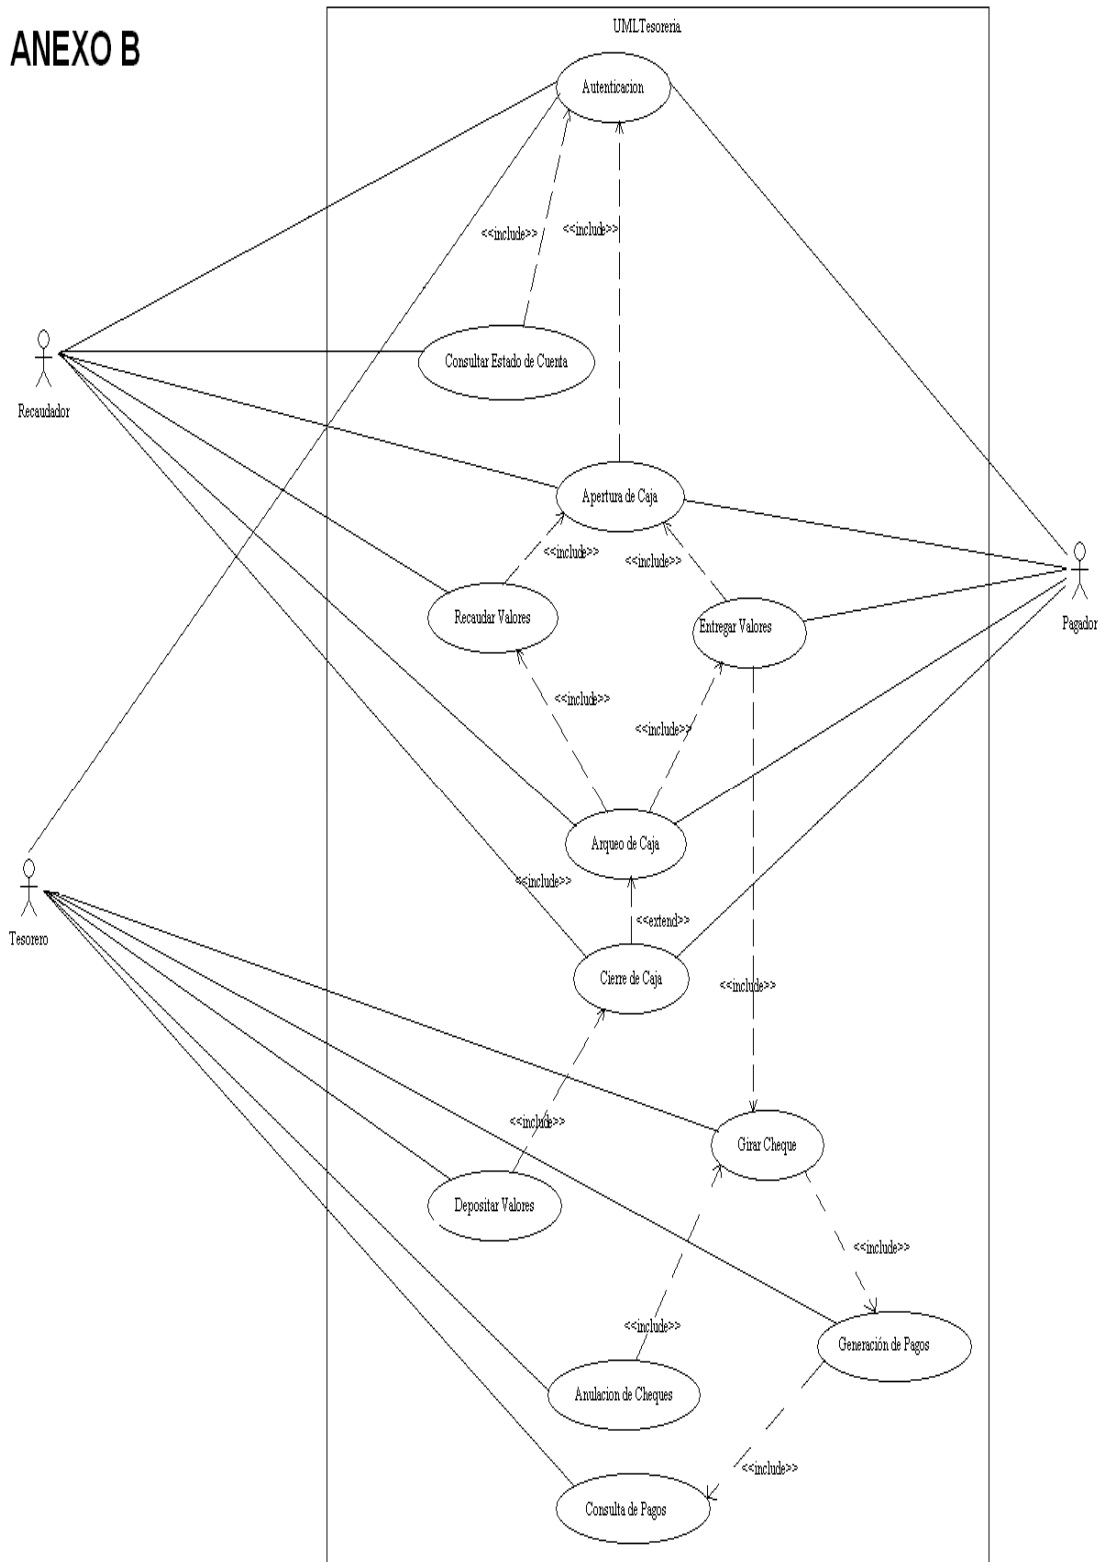 UMLTesoreria
ANEXO B
Autenticacion
<<include>>
<<include>>
Consultar Estado de Cuenta
Recaudador
Apertura de Caja
<<include>>
<<include>>
Recaudar Valores
Entregar Valores
Pagador
<<include>>
<<include>>
Arqueo de Caja
<<include>>
<<extend>>
Tesorero
Cierre de Caja
<<include>>
<<include>>
Girar Cheque
Depositar Valores
<<include>>
<<include>>
Generación de Pagos
Anulacion de Cheques
<<include>>
Consulta de Pagos